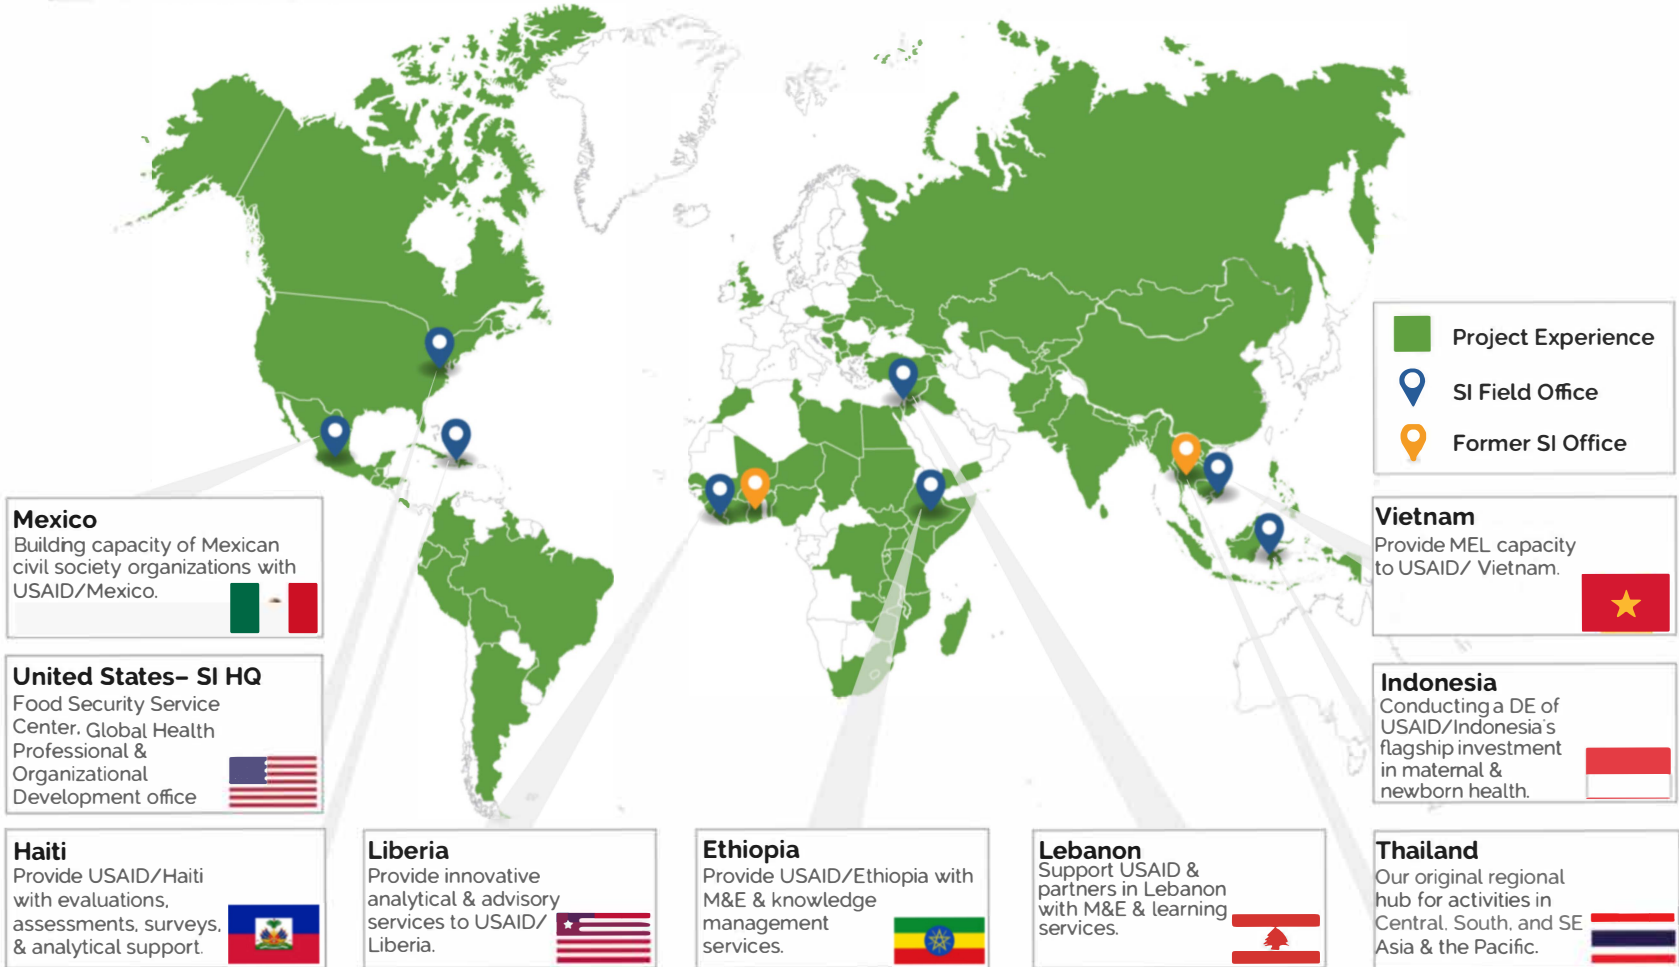 Project Experience
SI Field Office
Former SI Office
Mexico
Building capacity of Mexican
civil society organizations with
USAID/Mexico.
United States– SI HQ
Food Security Service
Center, Global Health
Professional &
Organizational
Development office
Haiti
Provide USAID/Haiti
with evaluations,
assessments, surveys,
& analytical support.
Liberia
Provide innovative
analytical & advisory
services to USAID/
Liberia.
Ethiopia
Provide USAID/Ethiopia with
M&E & knowledge
management
services.
Lebanon
Support USAID &
partners in Lebanon
with M&E & learning
services.
Vietnam
Provide MEL capacity
to USAID/ Vietnam.
Indonesia
Conducting a DE of
USAID/Indonesia's
flagship investment
in maternal &
newborn health.
Thailand
Our original regional
hub for activities in
Central, South, and SE
Asia & the Pacific.